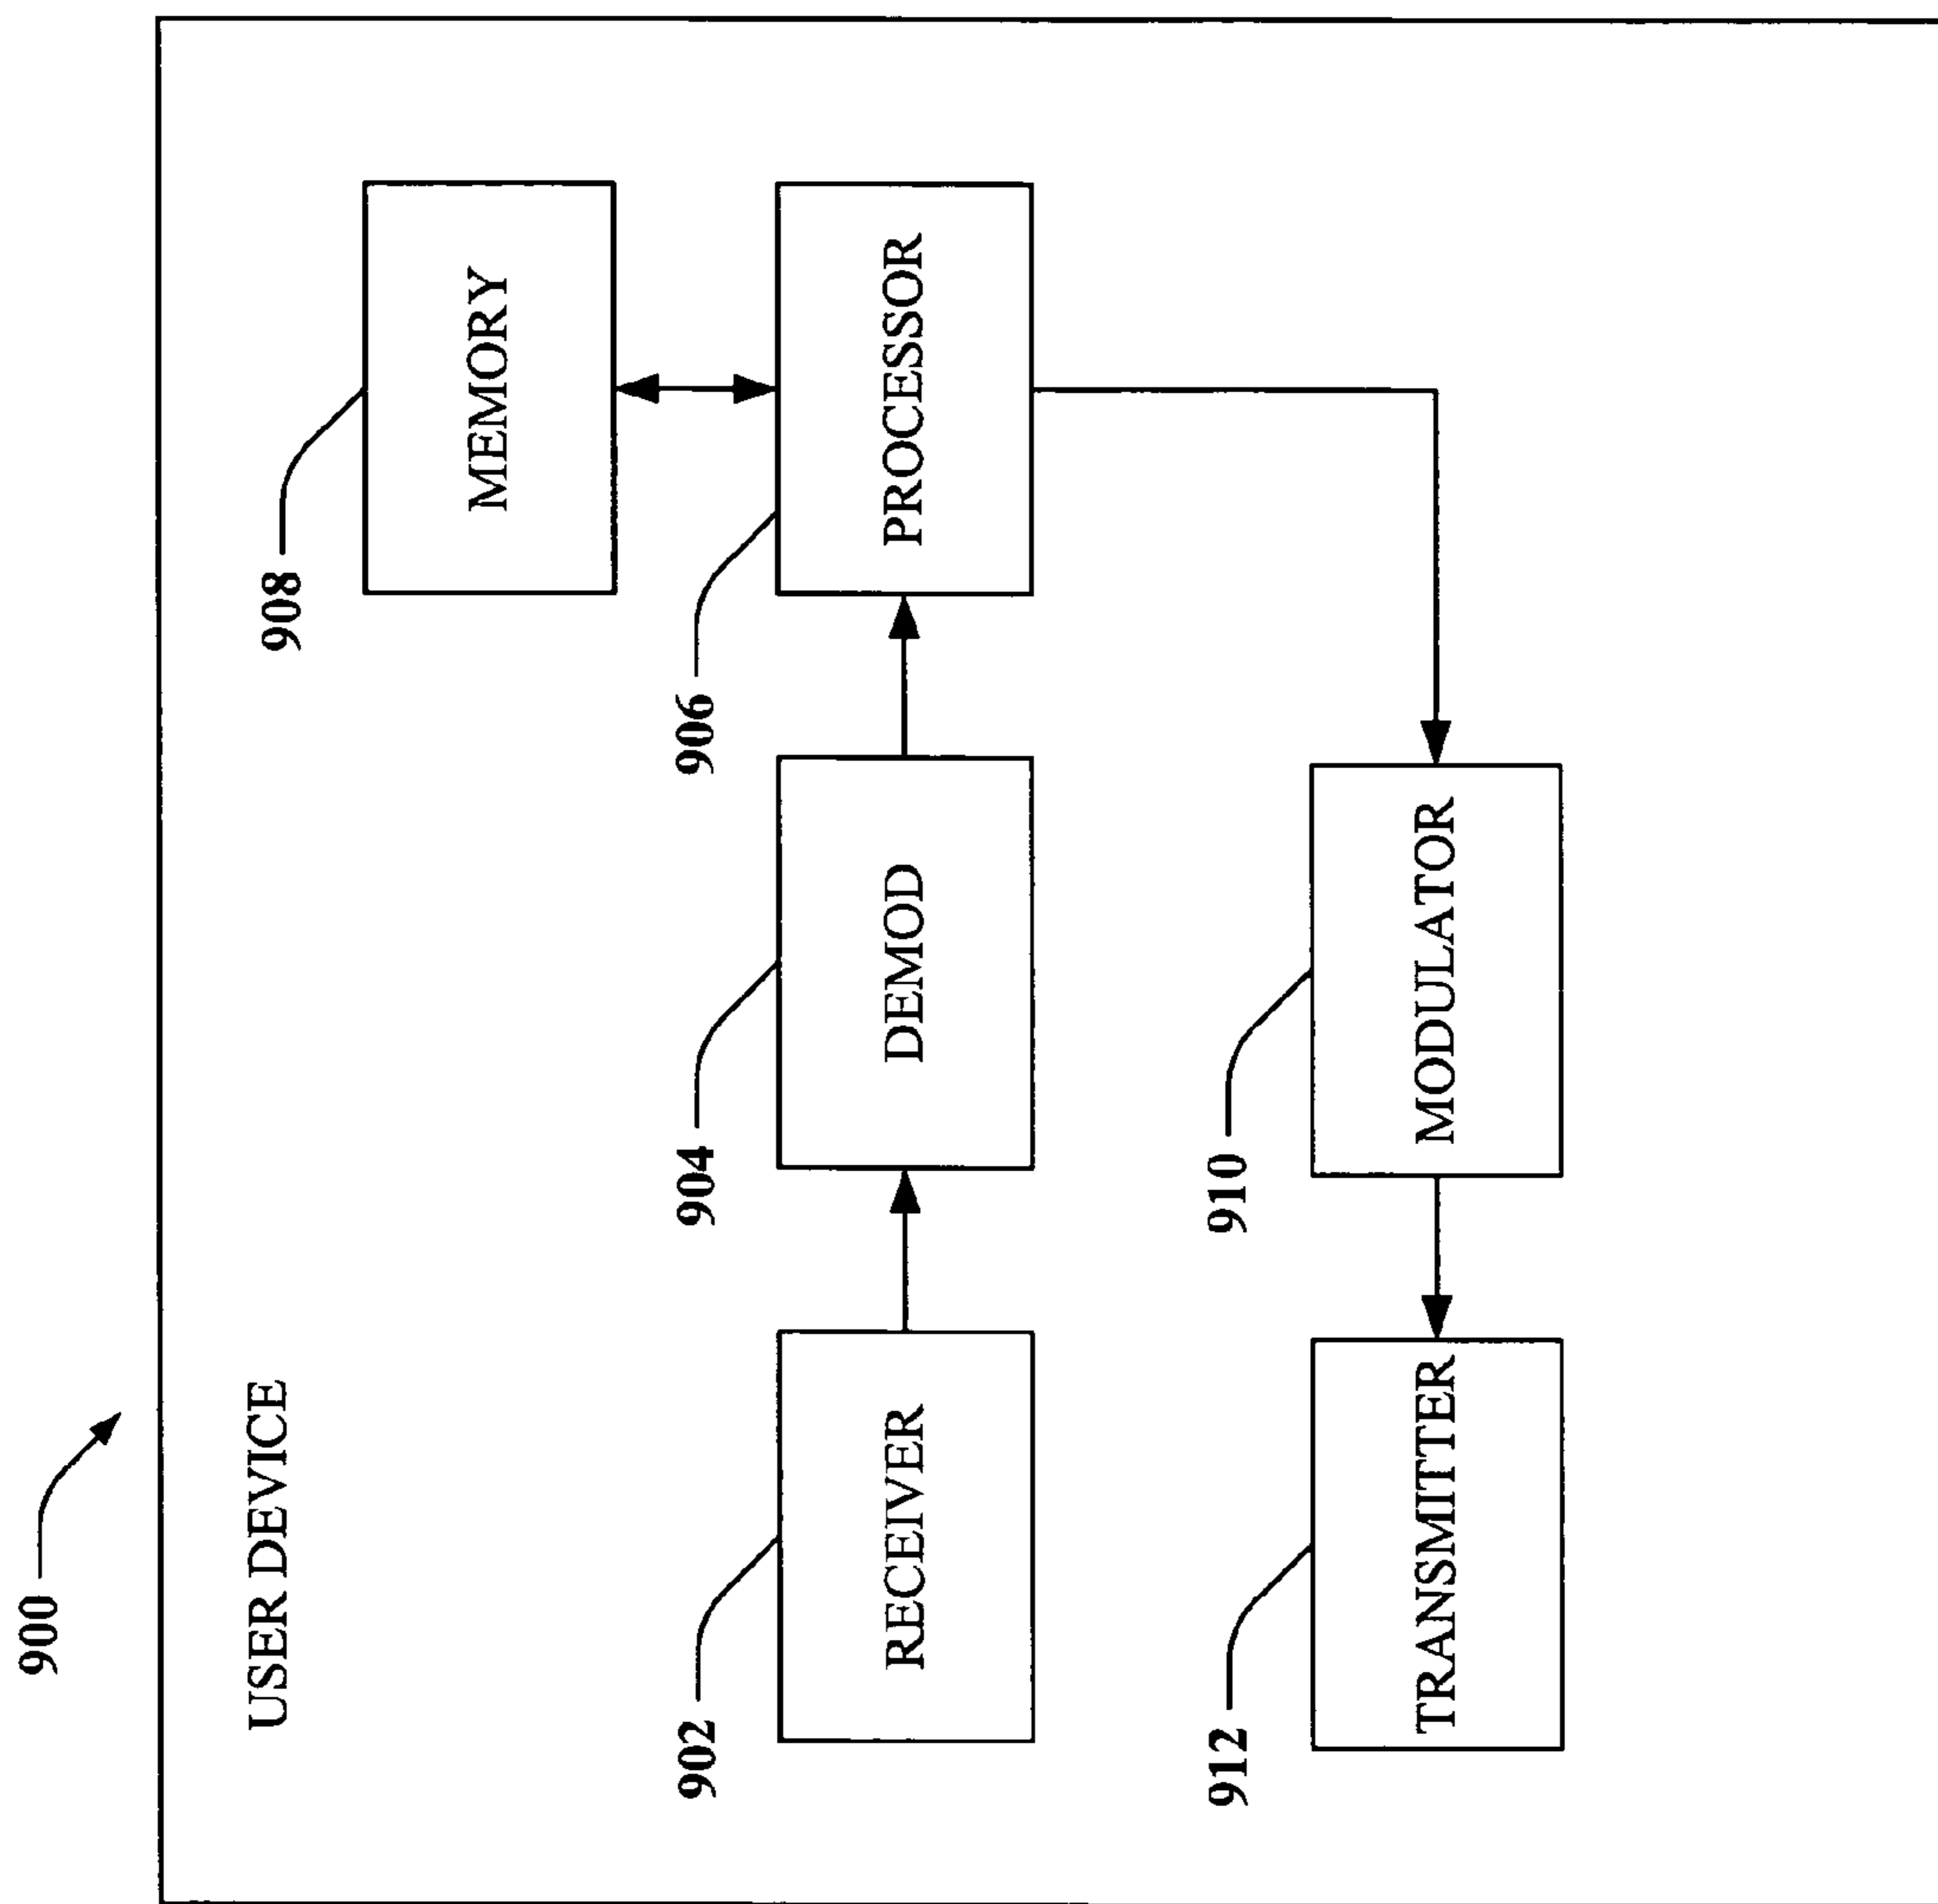 900
USER DEVICE
908
MEMORY
902
904
906
RECEIVER
DEMOD
PROCESSOR
912
910
TRANSMITTER
MODULATOR